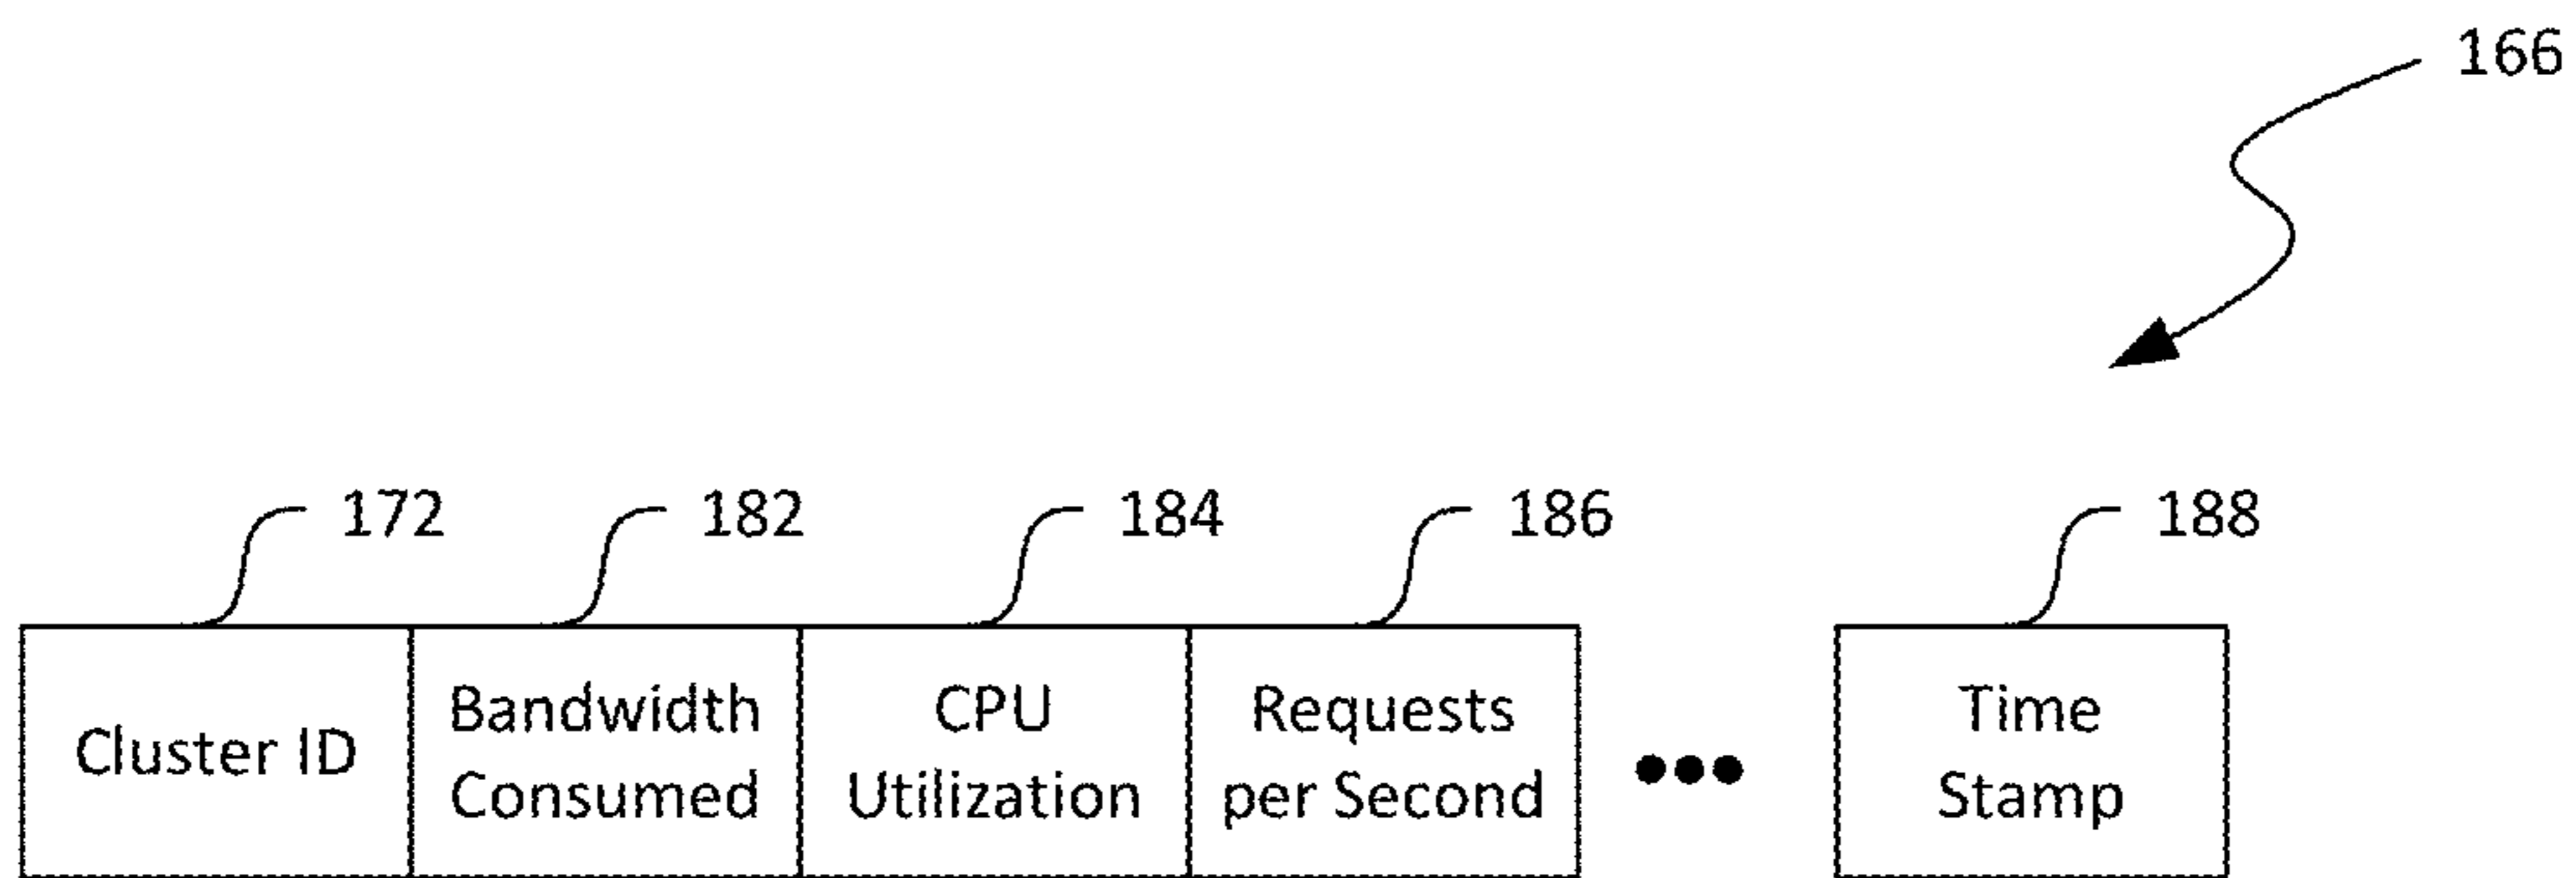 166
172
182
184
186
188
Cluster ID
Bandwidth
Consumed
CPU
Utilization
Requests
per Second
Time
Stamp